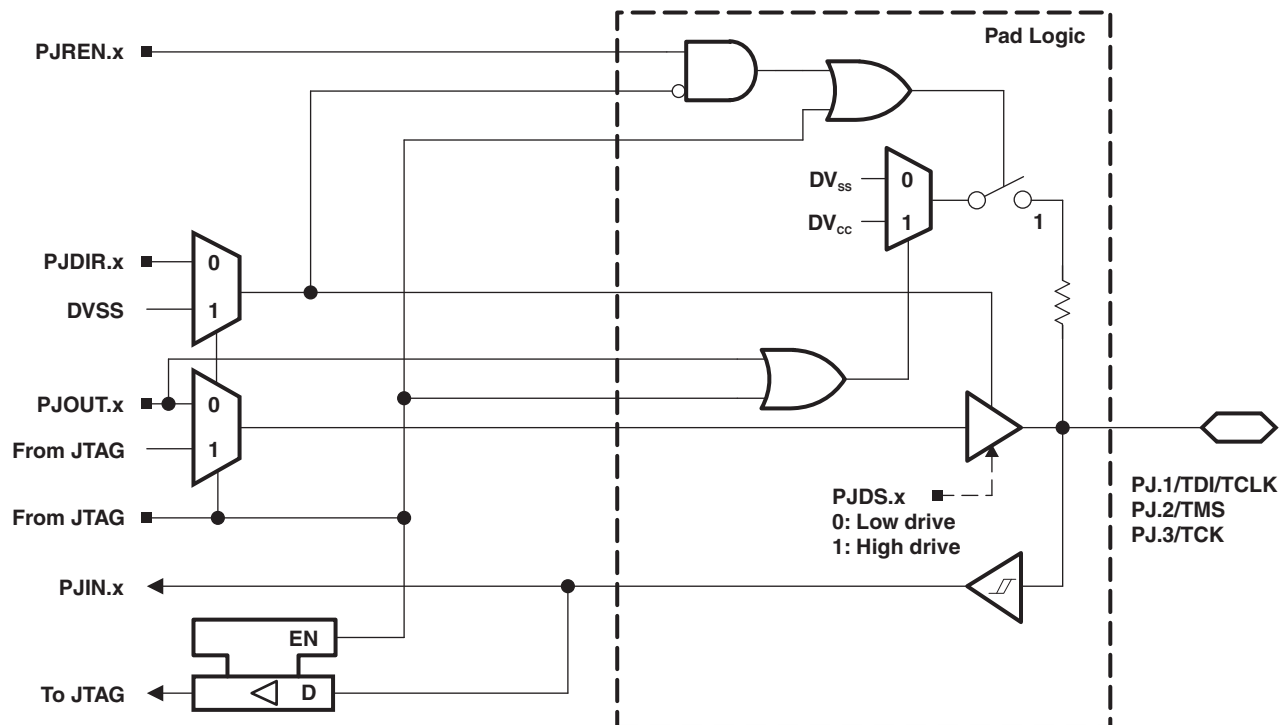 Pad Logic
PJREN.x
DVss
0
DVcc
1
1
PJDIR.x
0
DVSS
1
PJOUT.x
0
From JTAG
1
From JTAG
PJDS.x
0: Low drive
1: High drive
PJ.1/TDI/TCLK
PJ.2/TMS
PJ.3/TCK
PJIN.x
EN
To JTAG
D